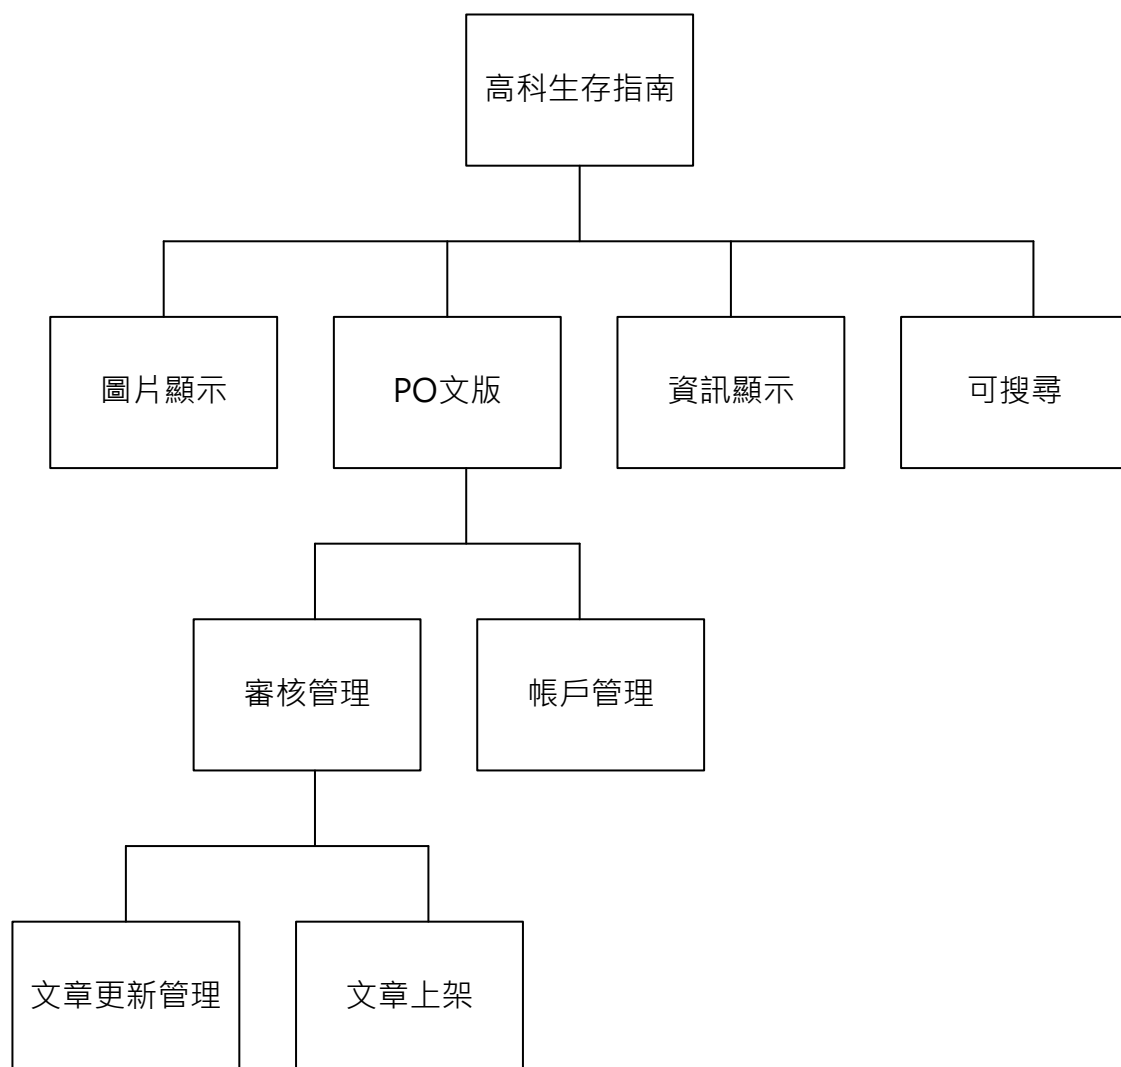 高科生存指南
圖片顯示
PO文版
資訊顯示
可搜尋
審核管理
帳戶管理
文章更新管理
文章上架